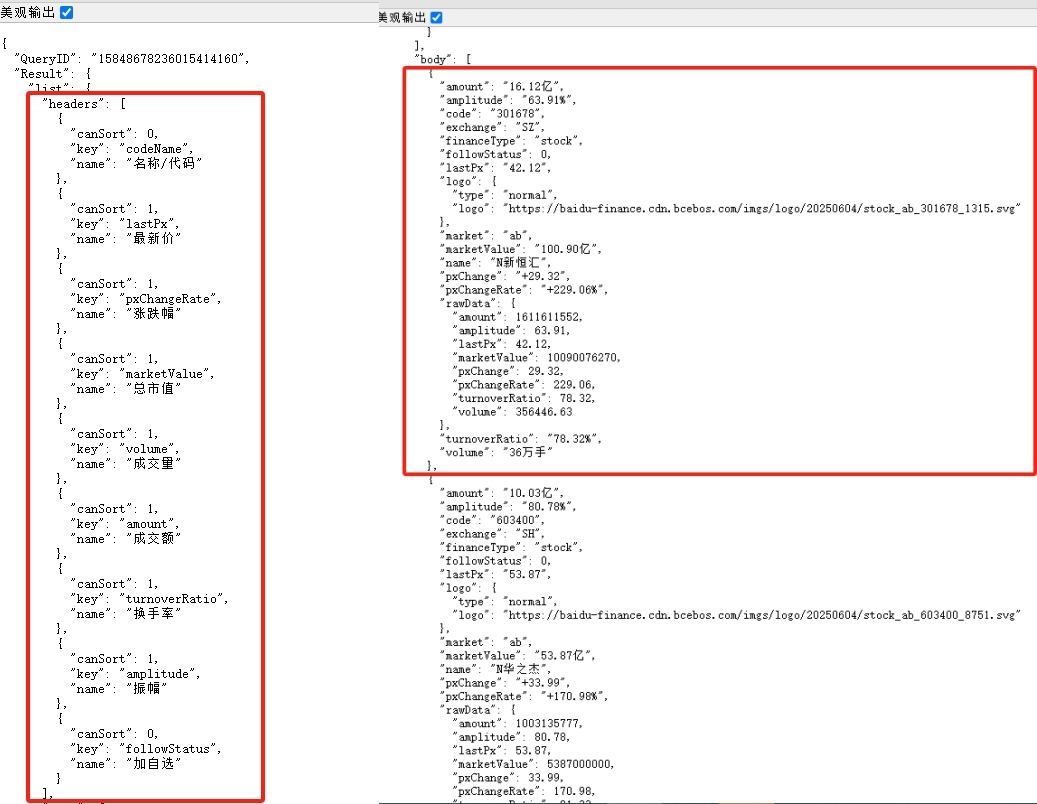 美观输出
{
"QueryID": "15848678236015414160",
"Result": {
"list": {
"headers": [
{
"canSort": 0,
"key": "codeName",
"name": "名称/代码"
},
{
"canSort": 1,
"key": "lastPx",
"name": "最新价"
},
{
"canSort": 1,
"key": "pxChangeRate",
"name": "涨跌幅"
},
{
"canSort": 1,
"key": "marketValue",
"name": "总市值"
},
{
"canSort": 1,
"key": "volume",
"name": "成交量"
},
{
"canSort": 1,
"key": "amount",
"name": "成交额"
},
{
"canSort": 1,
"key": "turnoverRatio",
"name": "换手率"
},
{
"canSort": 1,
"key": "amplitude",
"name": "振幅"
},
{
"canSort": 0,
"key": "followStatus",
"name": "加自选"
}
],
美观输出
}
],
"body": [
{
"amount": "16.12亿",
"amplitude": "63.91%",
"code": "301678",
"exchange": "SZ",
"financeType": "stock",
"followStatus": 0,
"lastPx": "42.12",
"logo": {
"type": "normal",
"logo": "https://baidu-finance.cdn.bcebos.com/imgs/logo/20250604/stock_ab_301678_1315.svg"
},
"market": "ab",
"marketValue": "100.90亿",
"name": "N新恒汇",
"pxChange": "+29.32",
"pxChangeRate": "+229.06%",
"rawData": {
"amount": 1611611552,
"amplitude": 63.91,
"lastPx": 42.12,
"marketValue": 10090076270,
"pxChange": 29.32,
"pxChangeRate": 229.06,
"turnoverRatio": 78.32,
"volume": 356446.63
},
"turnoverRatio": "78.32%",
"volume": "36万手"
},
{
"amount": "10.03亿",
"amplitude": "80.78%",
"code": "603400",
"exchange": "SH",
"financeType": "stock",
"followStatus": 0,
"lastPx": "53.87",
"logo": {
"type": "normal",
"logo": "https://baidu-finance.cdn.bcebos.com/imgs/logo/20250604/stock_ab_603400_8751.svg"
},
"market": "ab",
"marketValue": "53.87亿",
"name": "N华之杰",
"pxChange": "+33.99",
"pxChangeRate": "+170.98%",
"rawData": {
"amount": 1003135777,
"amplitude": 80.78,
"lastPx": 53.87,
"marketValue": 5387000000,
"pxChange": 33.99,
"pxChangeRate": 170.98,